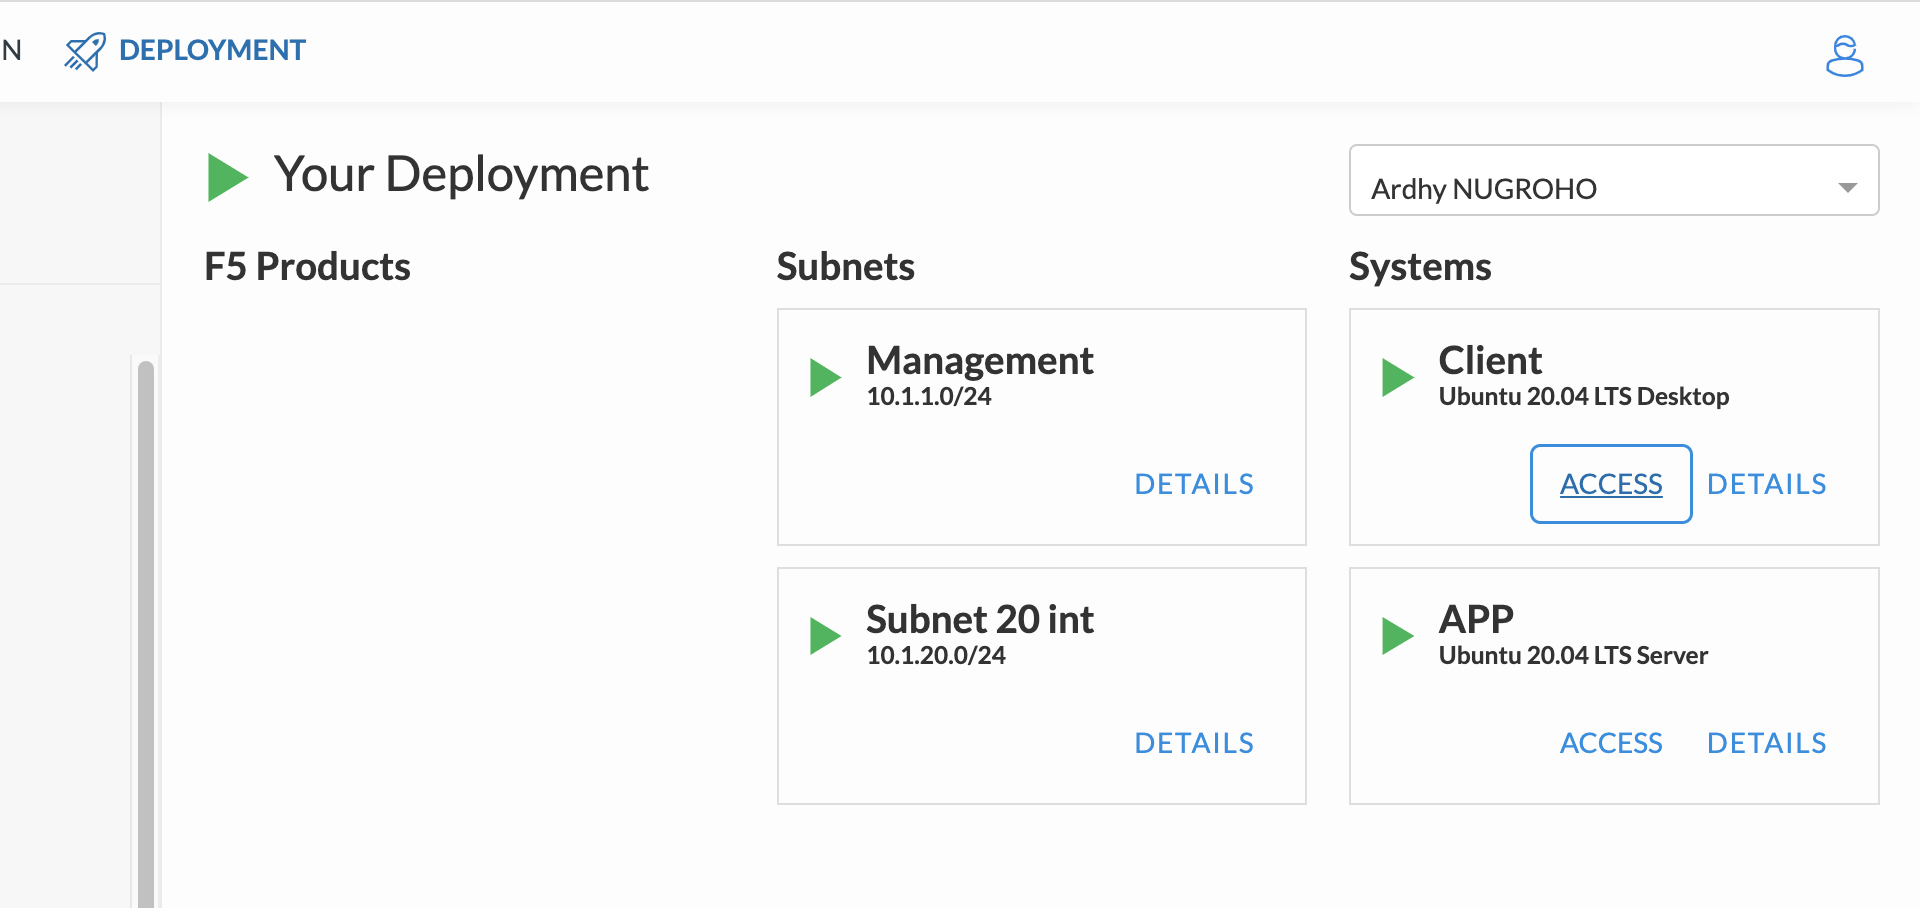 N DEPLOYMENT
Your Deployment
Ardhy NUGROHO
F5 Products
Subnets
Management
10.1.1.0/24
DETAILS
Subnet 20 int
10.1.20.0/24
DETAILS
Systems
Client
Ubuntu 20.04 LTS Desktop
ACCESS DETAILS
APP
Ubuntu 20.04 LTS Server
ACCESS DETAILS